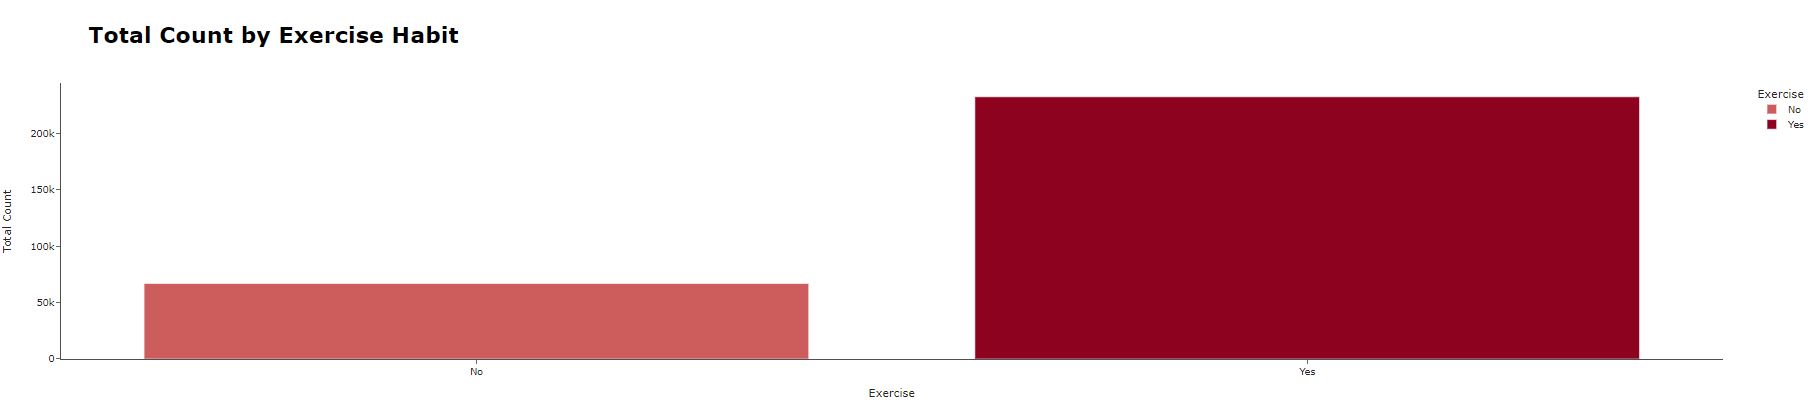 Total Count by Exercise Habit
Total Count
200k
150k
100k
50k
0
No
Yes
Exercise
Exercise
No
Yes